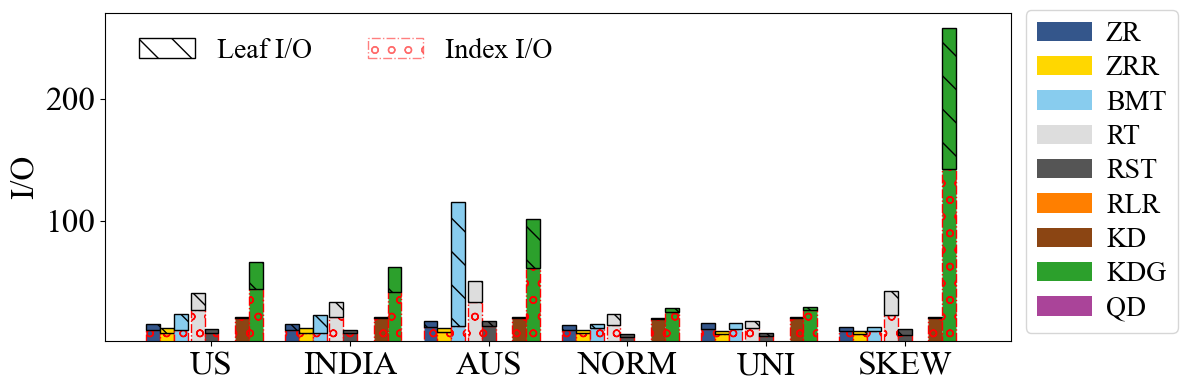 Leaf I/O
Index I/O
I/O
200
100
US
INDIA
AUS
NORM
UNI
SKEW
ZR
ZRR
BMT
RT
RST
RLR
KD
KDG
QD